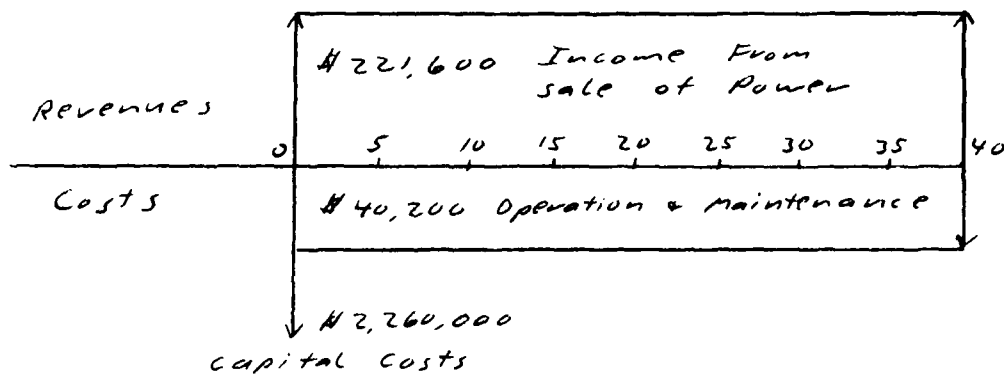 $221,600 Income From
sale of Power
Revenues
0 5 10 15 20 25 30 35 40
Costs
$40,200 Operation & Maintenance
$2,260,000
Capital Costs